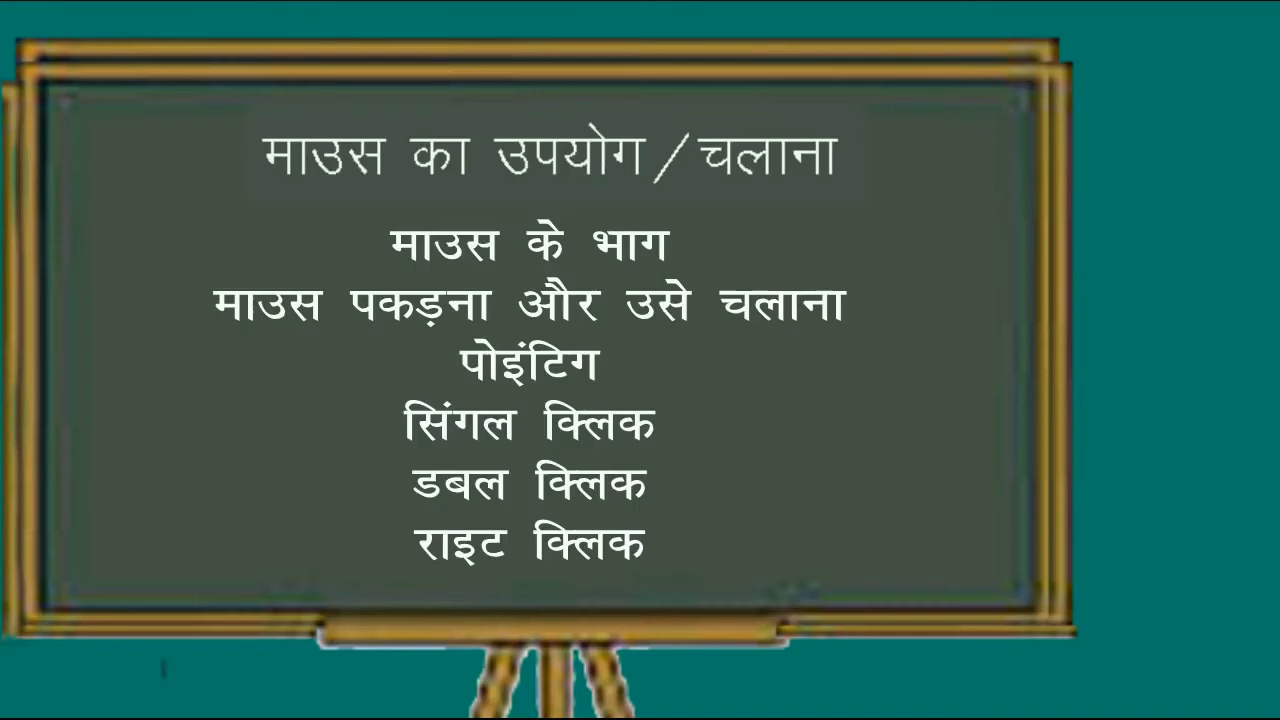 माउस का उपयोग/चलाना
माउस के भाग
माउस पकड़ना और उसे चलाना
पोइंटिग
सिंगल क्लिक
डबल क्लिक
राइट क्लिक